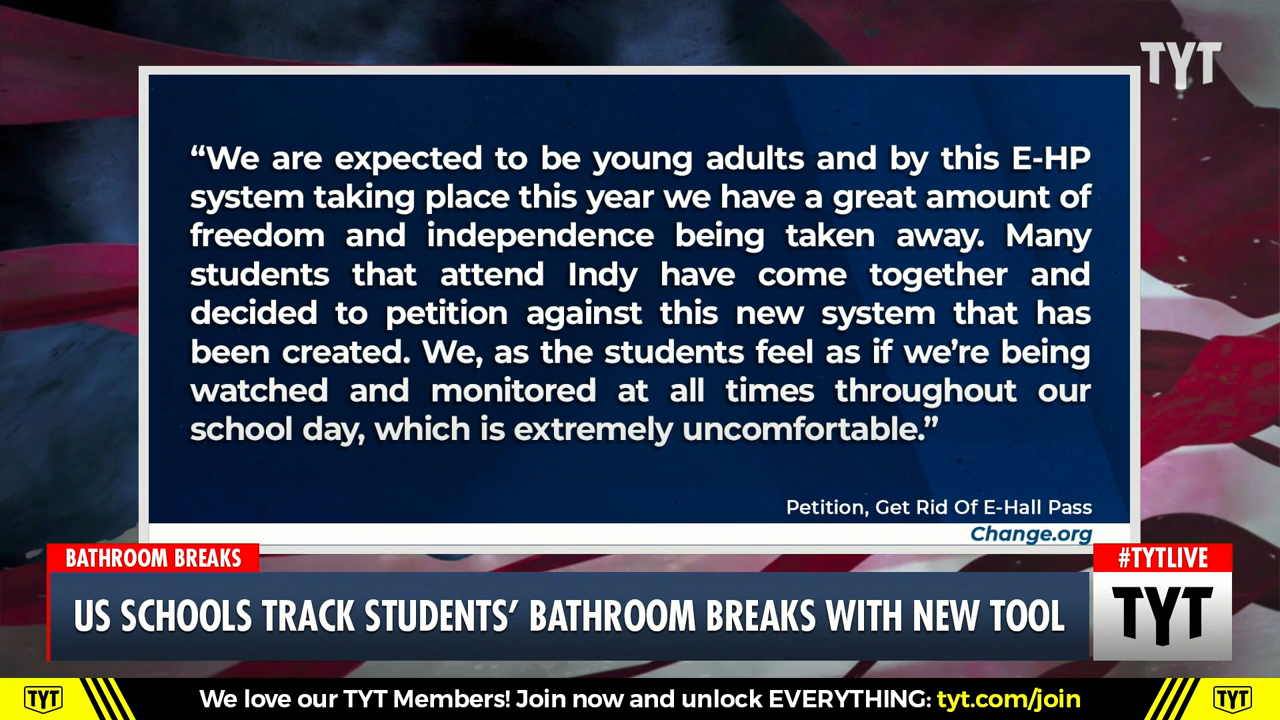 TYT
“We are expected to be young adults and by this E-HP
system taking place this year we have a great amount of
freedom and independence being taken away. Many
students that attend Indy have come together and
decided to petition against this new system that has
been created. We, as the students feel as if we’re being
watched and monitored at all times throughout our
school day, which is extremely uncomfortable.”
Petition, Get Rid Of E-Hall Pass
Change.org
BATHROOM BREAKS
#TYTLIVE
US SCHOOLS TRACK STUDENTS’ BATHROOM BREAKS WITH NEW TOOL
TYT
TYT
We love our TYT Members! Join now and unlock EVERYTHING: tyt.com/join
TYT